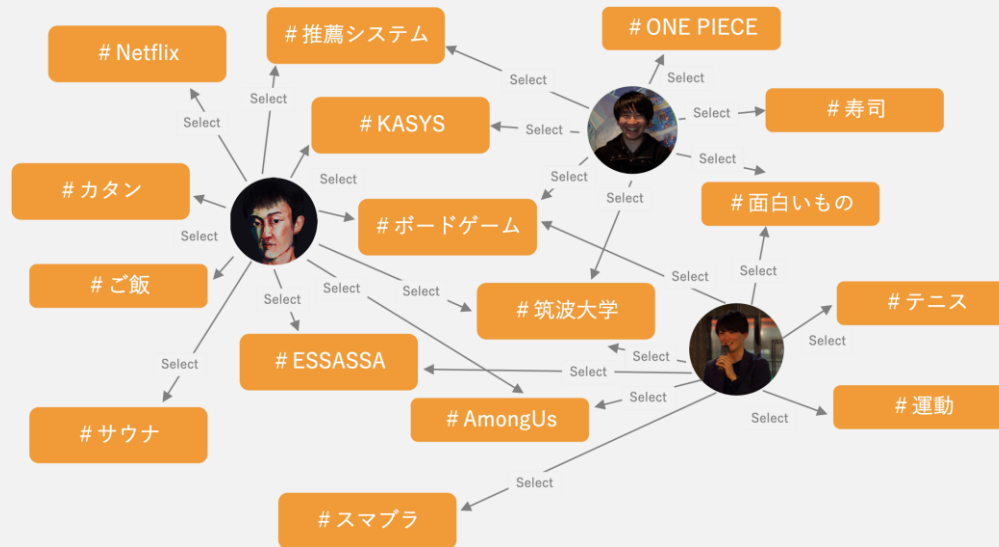 # Netflix
# 推薦システム
# ONE PIECE
Select
Select
Select
Select
Select
# 寿司
# KASYS
Select
Select
# カタン
Select
Select
Select
# 面白いもの
Select
# ボードゲーム
Select
Select
Select
# ご飯
Select
Select
Select
# 筑波大学
# テニス
Select
# ESSASSA
Select
Select
Select
Select
# AmongUs
Select
# 運動
# サウナ
Select
# スマブラ